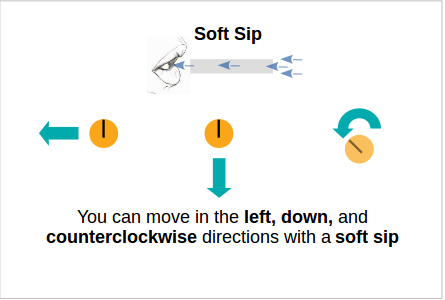 Soft Sip
You can move in the left, down, and
counterclockwise directions with a soft sip